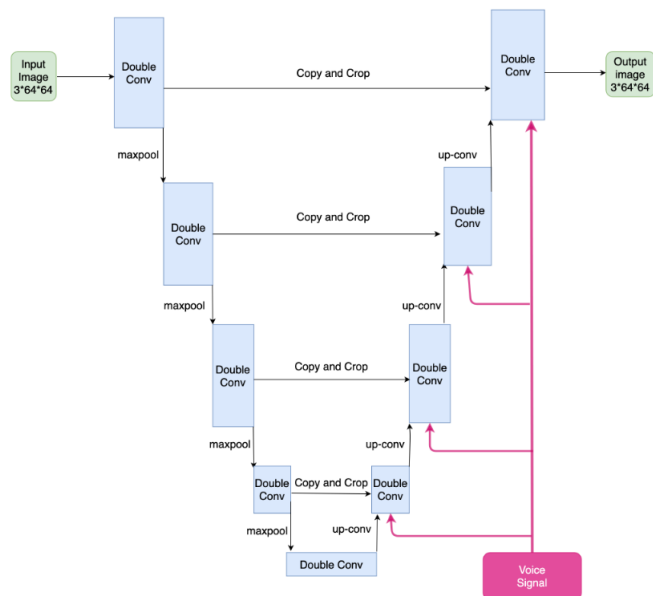 Input
Image
3*64*64
Double
Conv
Copy and Crop
Double
Conv
Output
image
3*64*64
maxpool
up-conv
Double
Conv
Copy and Crop
Double
Conv
maxpool
up-conv
Double
Conv
Copy and Crop
Double
Conv
maxpool
up-conv
Double
Conv
Copy and Crop
Double
Conv
maxpool
up-conv
Double Conv
Voice
Signal